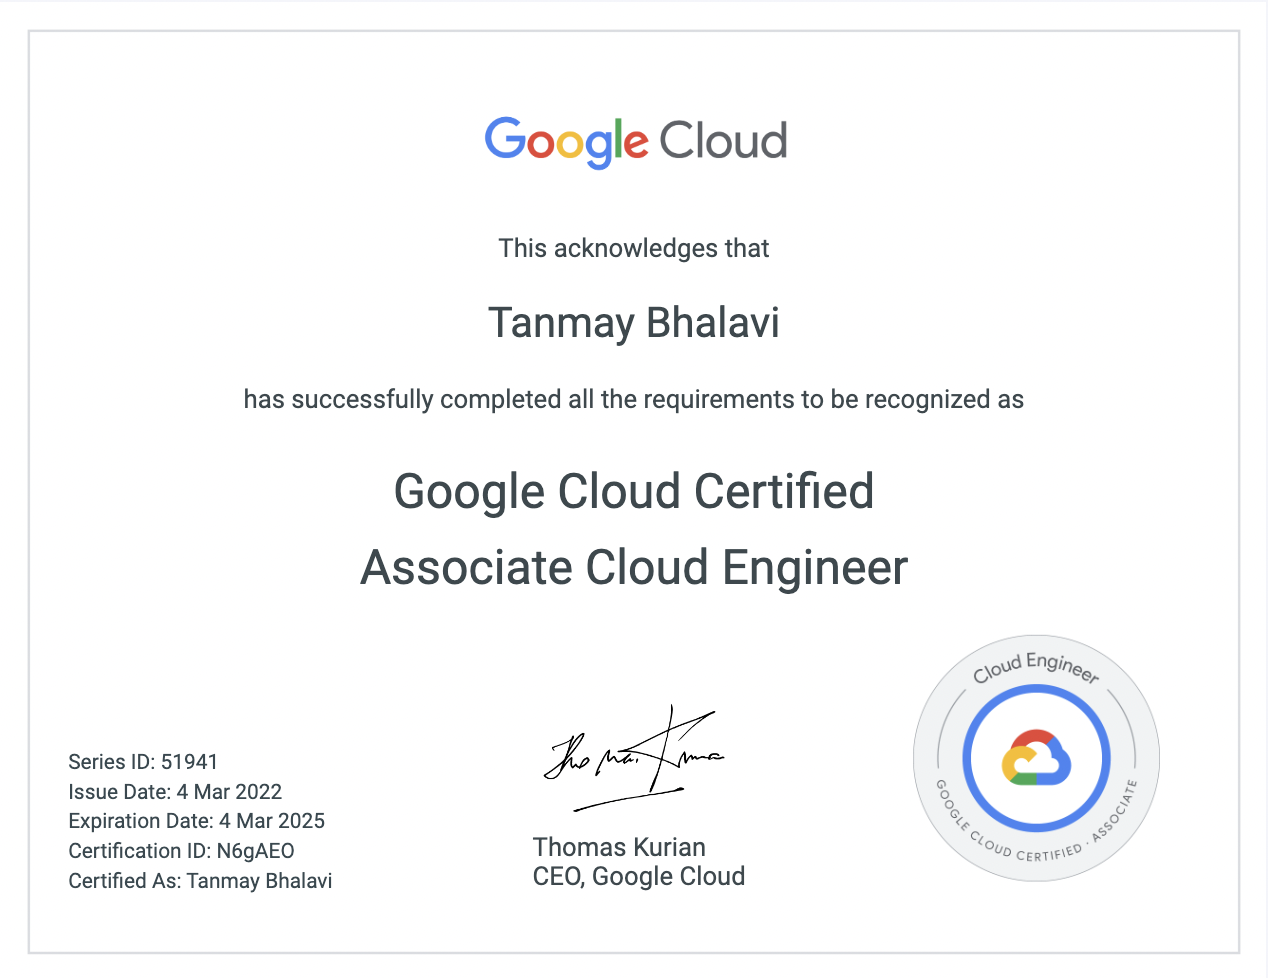 Google Cloud
This acknowledges that
Tanmay Bhalavi
has successfully completed all the requirements to be recognized as
Google Cloud Certified
Associate Cloud Engineer
Series ID: 51941
Issue Date: 4 Mar 2022
Expiration Date: 4 Mar 2025
Certification ID: N6gAEO
Certified As: Tanmay Bhalavi
Thomas Kurian
Thomas Kurian
CEO, Google Cloud
Cloud Engineer
GOOGLE CLOUD CERTIFIED · ASSOCIATE